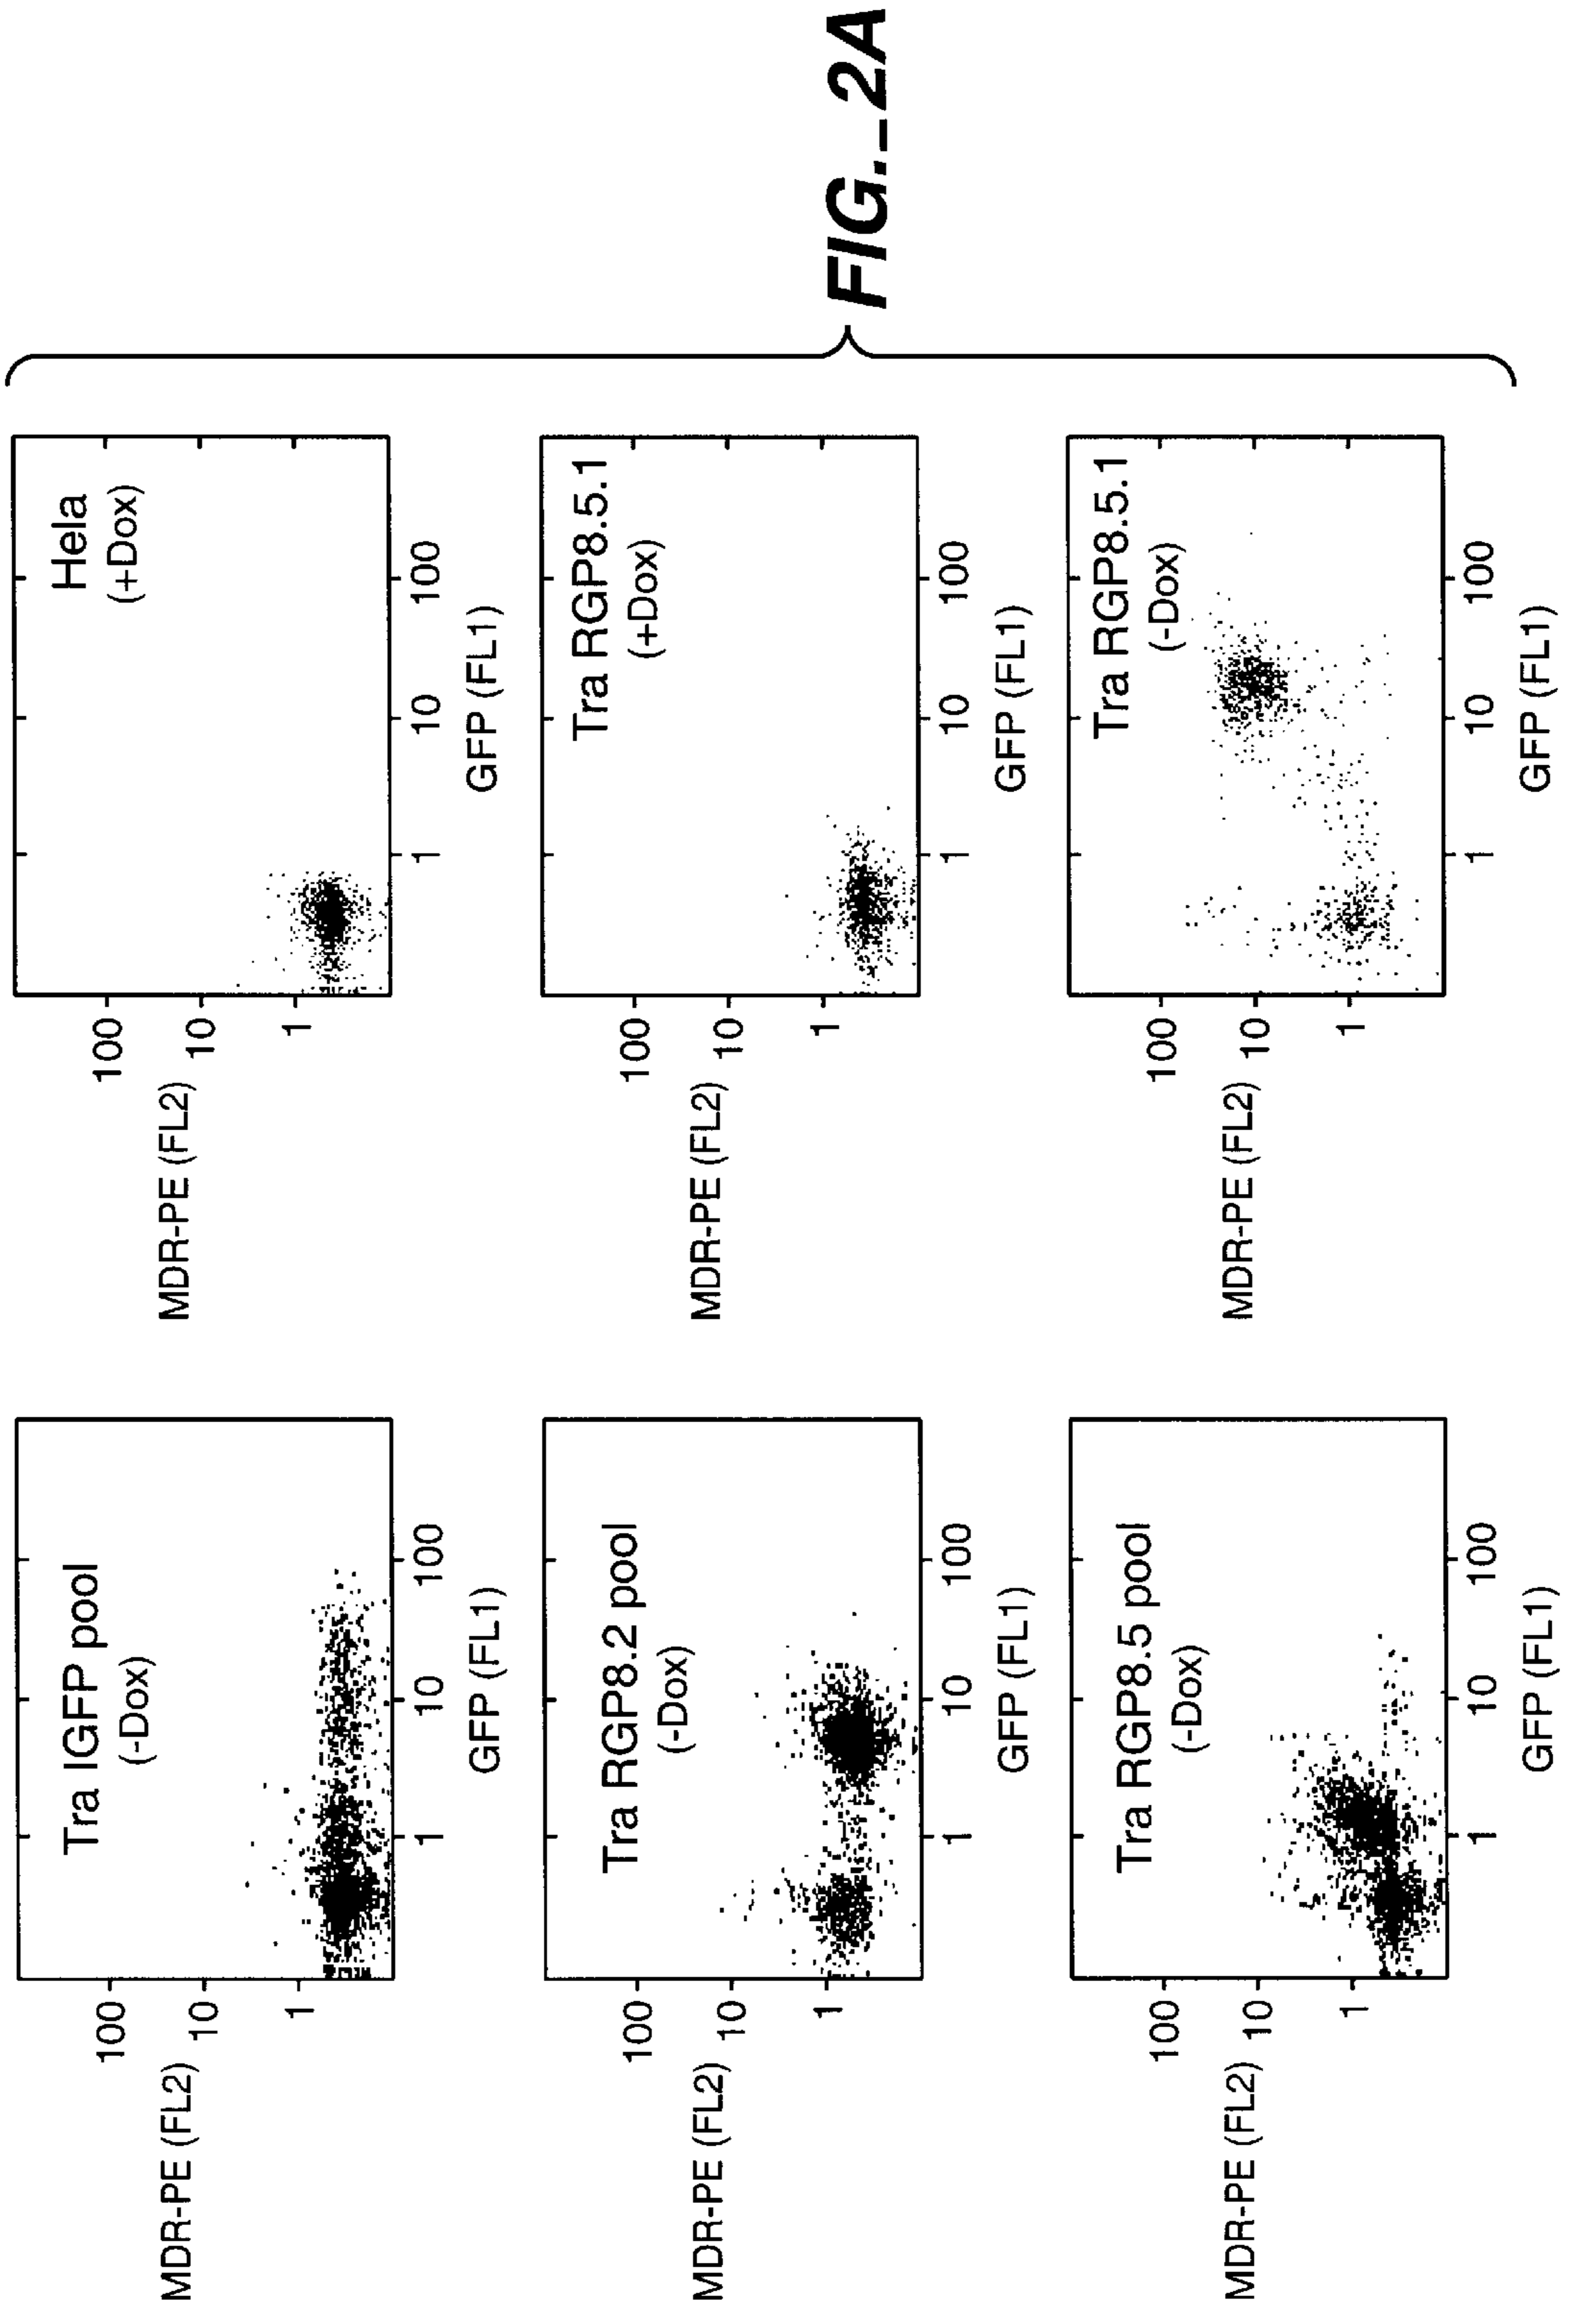 Tra IGFP pool
(-Dox)
100
10
1
MDR-PE (FL2)
1
10
100
GFP (FL1)
Hela
(+Dox)
100
10
1
MDR-PE (FL2)
1
10
100
GFP (FL1)
Tra RGP8.2 pool
(-Dox)
100
10
1
MDR-PE (FL2)
1
10
100
GFP (FL1)
Tra RGP8.5.1
(+Dox)
100
10
1
MDR-PE (FL2)
1
10
100
GFP (FL1)
Tra RGP8.5 pool
(-Dox)
100
10
1
MDR-PE (FL2)
1
10
100
GFP (FL1)
Tra RGP8.5.1
(-Dox)
100
10
1
MDR-PE (FL2)
1
10
100
GFP (FL1)
FIG._2A